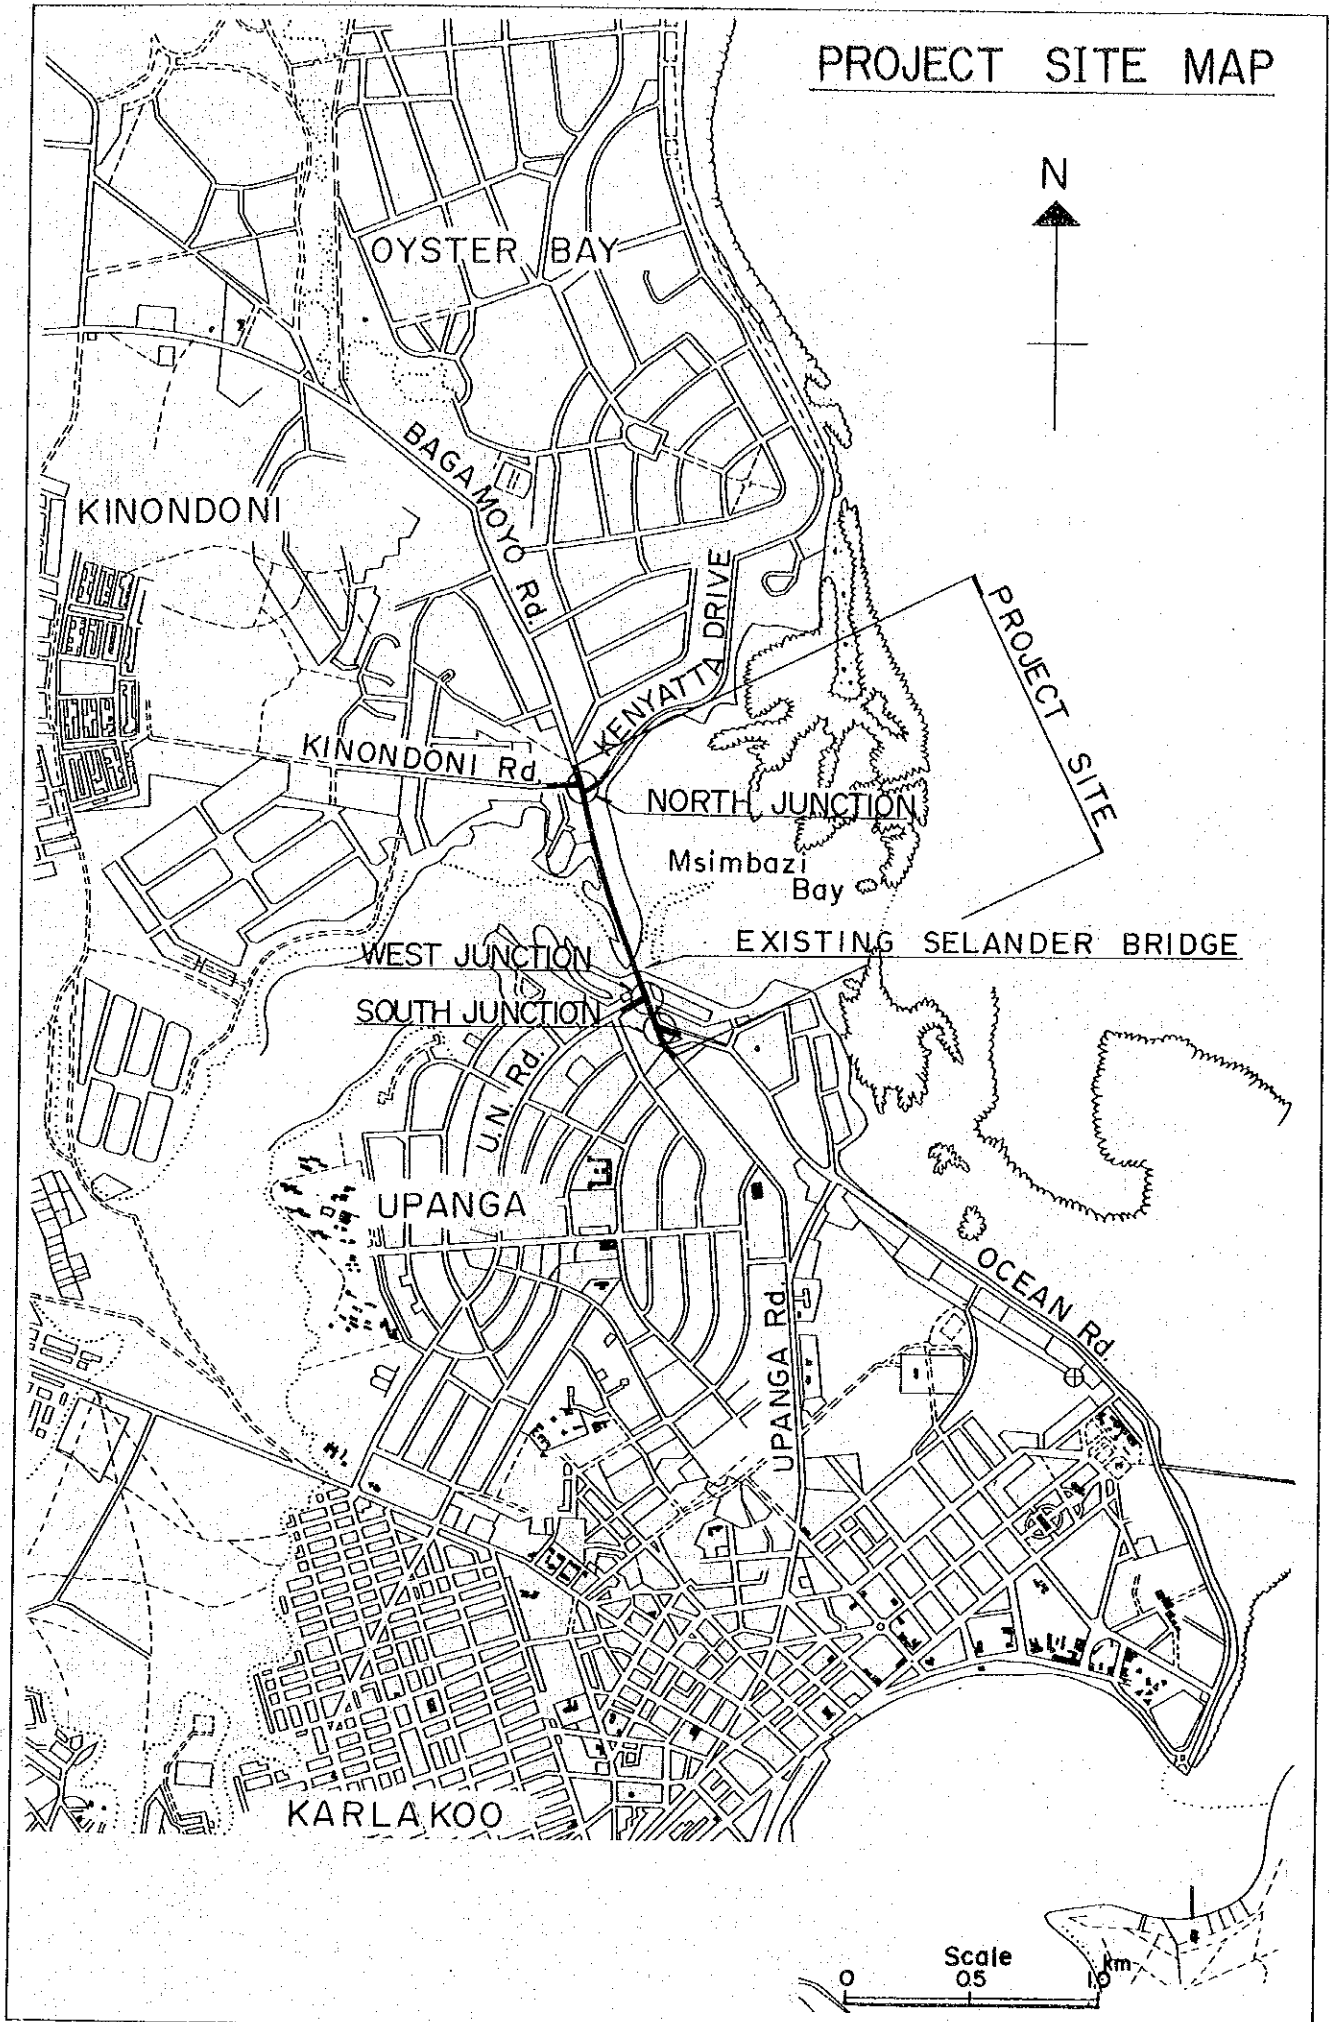 PROJECT SITE MAP
N
OYSTER BAY
BAGAMOYO Rd.
KINONDONI
KENYATTA DRIVE
PROJECT SITE
KINONDONI Rd.
NORTH JUNCTION
Msimbazi
Bay
EXISTING SELANDER BRIDGE
WEST JUNCTION
SOUTH JUNCTION
U.N. Rd.
UPANGA
OCEAN Rd.
UPANGA Rd.
KARLAKOO
Scale
km
0 0.5 1.0